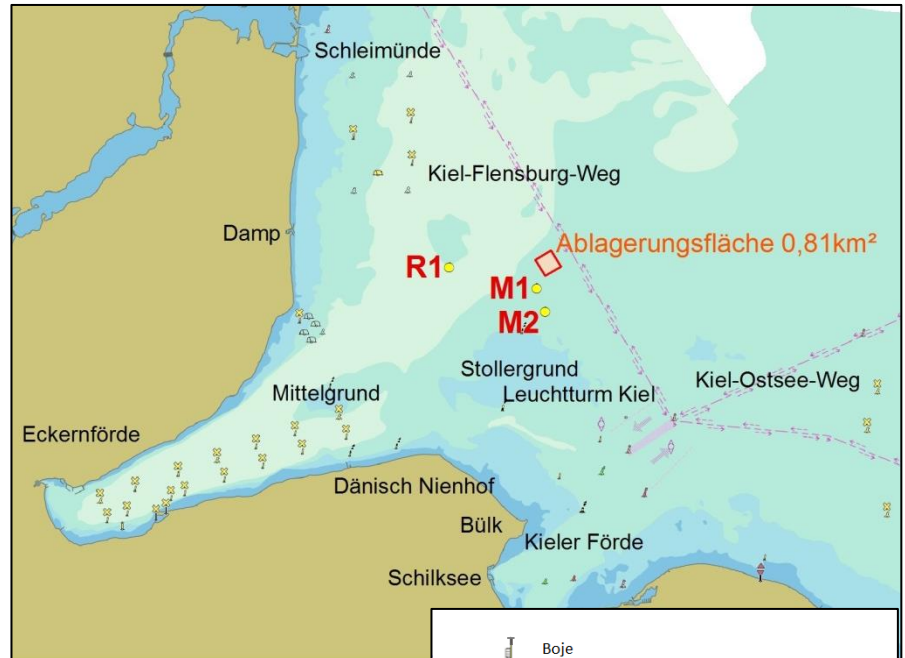 Schleimünde
Kiel-Flensburg-Weg
Damp
Ablagerungsfläche 0,81km²
R1
M1
M2
Stollergrund
Mittelgrund
Leuchtturm Kiel
Kiel-Ostsee-Weg
Eckernförde
Dänisch Nienhof
Bülk
Kieler Förde
Schilksee
Boje